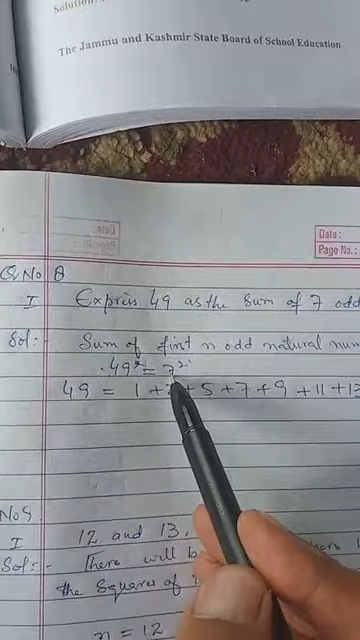 Solution:
The Jammu and Kashmir State Board of School Education
Date :
Page No.
Q No 8
I Express 49 as the sum of 7 odd
Sol: Sum of first n odd natural num
49 = 7²
49 = 1 + + 5 + 7 + 9 + 11 + 13
No 9
I 12 and 13,
Sol:- There will b
the squares of
n = 12